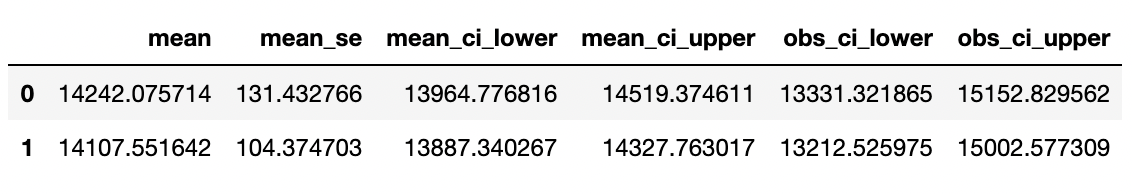 mean mean_se mean_ci_lower mean_ci_upper obs_ci_lower obs_ci_upper
0 14242.075714 131.432766 13964.776816 14519.374611 13331.321865 15152.829562
1 14107.551642 104.374703 13887.340267 14327.763017 13212.525975 15002.577309